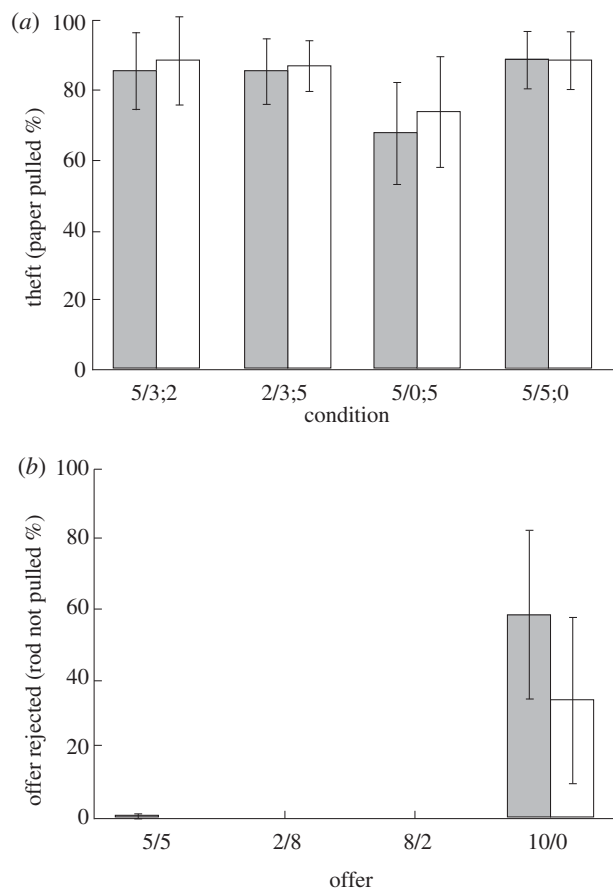 (a)
100
80
60
40
20
0
theft (paper pulled %)
5/3;2 2/3;5 5/0;5 5/5;0
condition
(b)
100
80
60
40
20
0
offer rejected (rod not pulled %)
5/5 2/8 8/2 10/0
offer